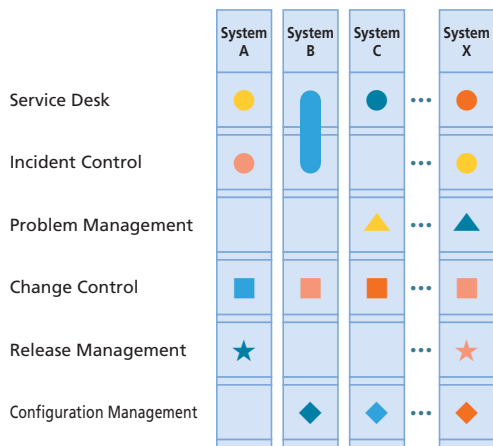 System A
System B
System C
System X
Service Desk
Incident Control
Problem Management
Change Control
Release Management
Configuration Management